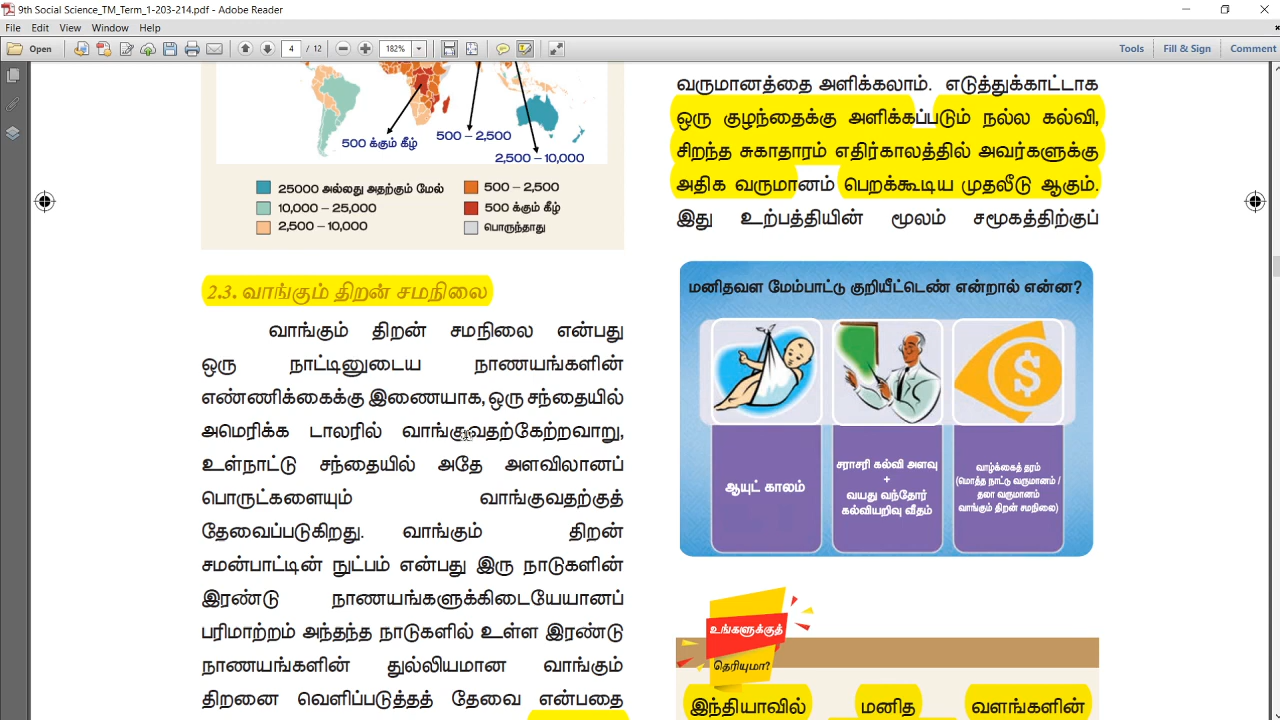 9th Social Science_TM_Term_1-203-214.pdf - Adobe Reader
File Edit View Window Help
Open 4 / 12 182% Tools Fill & Sign Comment
500 க்கும் கீழ்
500 – 2,500
2,500 – 10,000
25000 அல்லது அதற்கும் மேல்
10,000 – 25,000
2,500 – 10,000
500 – 2,500
500 க்கும் கீழ்
பொருந்தாது
2.3. வாங்கும் திறன் சமநிலை
வாங்கும் திறன் சமநிலை என்பது
ஒரு நாட்டினுடைய நாணயங்களின்
எண்ணிக்கைக்கு இணையாக, ஒரு சந்தையில்
அமெரிக்க டாலரில் வாங்குவதற்கேற்றவாறு,
உள்நாட்டு சந்தையில் அதே அளவிலானப்
பொருட்களையும் வாங்குவதற்குத்
தேவைப்படுகிறது. வாங்கும் திறன்
சமன்பாட்டின் நுட்பம் என்பது இரு நாடுகளின்
இரண்டு நாணயங்களுக்கிடையேயானப்
பரிமாற்றம் அந்தந்த நாடுகளில் உள்ள இரண்டு
நாணயங்களின் துல்லியமான வாங்கும்
திறனை வெளிப்படுத்தத் தேவை என்பதை
வருமானத்தை அளிக்கலாம். எடுத்துக்காட்டாக
ஒரு குழந்தைக்கு அளிக்கப்படும் நல்ல கல்வி,
சிறந்த சுகாதாரம் எதிர்காலத்தில் அவர்களுக்கு
அதிக வருமானம் பெறக்கூடிய முதலீடு ஆகும்.
இது உற்பத்தியின் மூலம் சமூகத்திற்குப்
மனிதவள மேம்பாட்டு குறியீட்டெண் என்றால் என்ன?
ஆயுட் காலம்
சராசரி கல்வி அளவு
+
வயது வந்தோர்
கல்வியறிவு வீதம்
வாழ்க்கைத் தரம்
(மொத்த நாட்டு வருமானம் /
தலா வருமானம்
வாங்கும் திறன் சமநிலை)
உங்களுக்குத்
தெரியுமா?
இந்தியாவில் மனித வளங்களின்